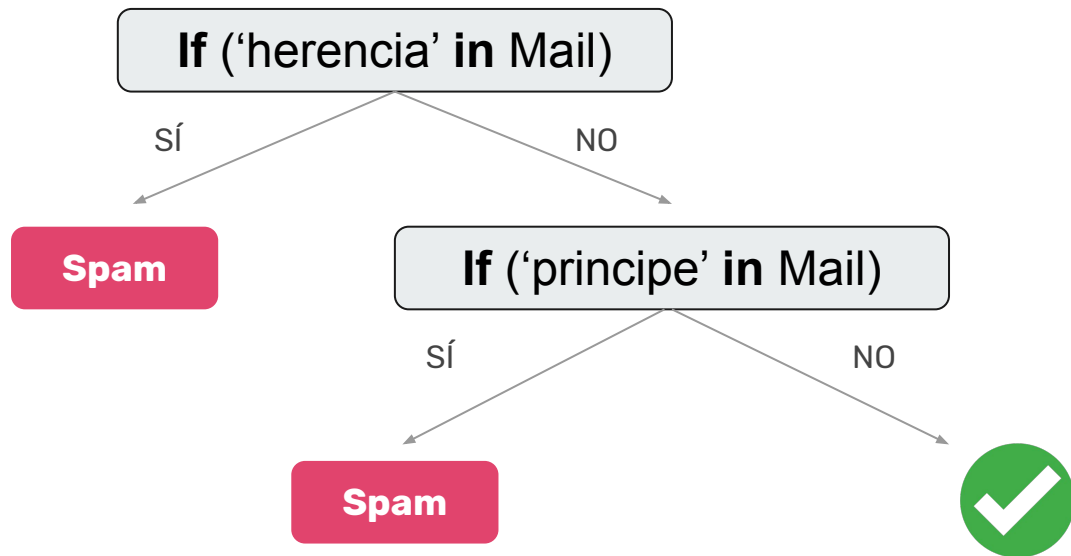 If (‘herencia’ in Mail)
SÍ
NO
Spam
If (‘principe’ in Mail)
SÍ
NO
Spam